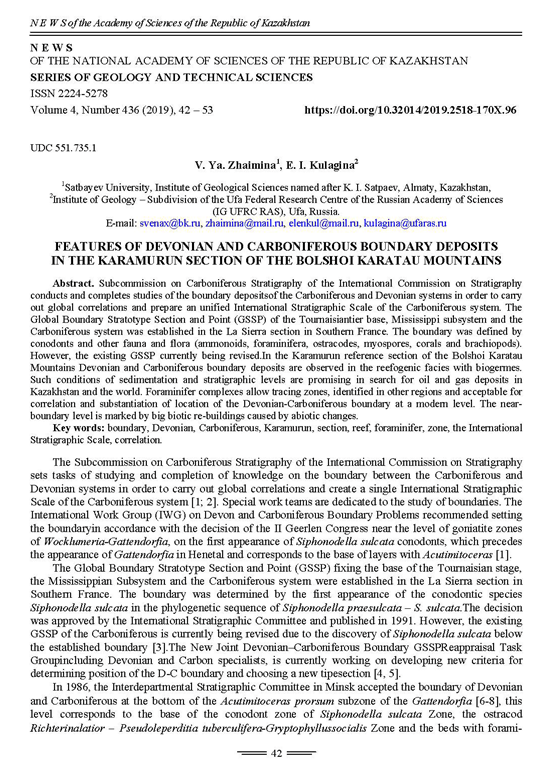 N E W S of the Academy of Sciences of the Republic of Kazakhstan
N E W S
OF THE NATIONAL ACADEMY OF SCIENCES OF THE REPUBLIC OF KAZAKHSTAN
SERIES OF GEOLOGY AND TECHNICAL SCIENCES
ISSN 2224-5278
Volume 4, Number 436 (2019), 42 – 53 https://doi.org/10.32014/2019.2518-170X.96
UDC 551.735.1
V. Ya. Zhaimina1, E. I. Kulagina2
1Satbayev University, Institute of Geological Sciences named after K. I. Satpaev, Almaty, Kazakhstan,
2Institute of Geology – Subdivision of the Ufa Federal Research Centre of the Russian Academy of Sciences
(IG UFRC RAS), Ufa, Russia.
E-mail: svenax@bk.ru, zhaimina@mail.ru, elenkul@mail.ru, kulagina@ufaras.ru
FEATURES OF DEVONIAN AND CARBONIFEROUS BOUNDARY DEPOSITS
IN THE KARAMURUN SECTION OF THE BOLSHOI KARATAU MOUNTAINS
Abstract. Subcommission on Carboniferous Stratigraphy of the International Commission on Stratigraphy
conducts and completes studies of the boundary depositsof the Carboniferous and Devonian systems in order to carry
out global correlations and prepare an unified International Stratigraphic Scale of the Carboniferous system. The
Global Boundary Stratotype Section and Point (GSSP) of the Tournaisiantier base, Mississippi subsystem and the
Carboniferous system was established in the La Sierra section in Southern France. The boundary was defined by
conodonts and other fauna and flora (ammonoids, foraminifera, ostracodes, myospores, corals and brachiopods).
However, the existing GSSP currently being revised.In the Karamurun reference section of the Bolshoi Karatau
Mountains Devonian and Carboniferous boundary deposits are observed in the reefogenic facies with biogermes.
Such conditions of sedimentation and stratigraphic levels are promising in search for oil and gas deposits in
Kazakhstan and the world. Foraminifer complexes allow tracing zones, identified in other regions and acceptable for
correlation and substantiation of location of the Devonian-Carboniferous boundary at a modern level. The near-
boundary level is marked by big biotic re-buildings caused by abiotic changes.
Key words: boundary, Devonian, Carboniferous, Karamurun, section, reef, foraminifer, zone, the International
Stratigraphic Scale, correlation.
The Subcommission on Carboniferous Stratigraphy of the International Commission on Stratigraphy
sets tasks of studying and completion of knowledge on the boundary between the Carboniferous and
Devonian systems in order to carry out global correlations and create a single International Stratigraphic
Scale of the Carboniferous system [1; 2]. Special work teams are dedicated to the study of boundaries. The
International Work Group (IWG) on Devon and Carboniferous Boundary Problems recommended setting
the boundaryin accordance with the decision of the II Geerlen Congress near the level of goniatite zones
of Wocklumeria-Gattendorfia, on the first appearance of Siphonodella sulcata conodonts, which precedes
the appearance of Gattendorfia in Henetal and corresponds to the base of layers with Acutimitoceras [1].
The Global Boundary Stratotype Section and Point (GSSP) fixing the base of the Tournaisian stage,
the Mississippian Subsystem and the Carboniferous system were established in the La Sierra section in
Southern France. The boundary was determined by the first appearance of the conodontic species
Siphonodella sulcata in the phylogenetic sequence of Siphonodella praesulcata – S. sulcata.The decision
was approved by the International Stratigraphic Committee and published in 1991. However, the existing
GSSP of the Carboniferous is currently being revised due to the discovery of Siphonodella sulcata below
the established boundary [3].The New Joint Devonian–Carboniferous Boundary GSSPReappraisal Task
Groupincluding Devonian and Carbon specialists, is currently working on developing new criteria for
determining position of the D-C boundary and choosing a new tipesection [4, 5].
In 1986, the Interdepartmental Stratigraphic Committee in Minsk accepted the boundary of Devonian
and Carboniferous at the bottom of the Acutimitoceras prorsum subzone of the Gattendorfia [6-8], this
level corresponds to the base of the conodont zone of Siphonodella sulcata Zone, the ostracod
Richterinalatior – Pseudoleperditia tuberculifera-Gryptophyllussocialis Zone and the beds with forami-
42